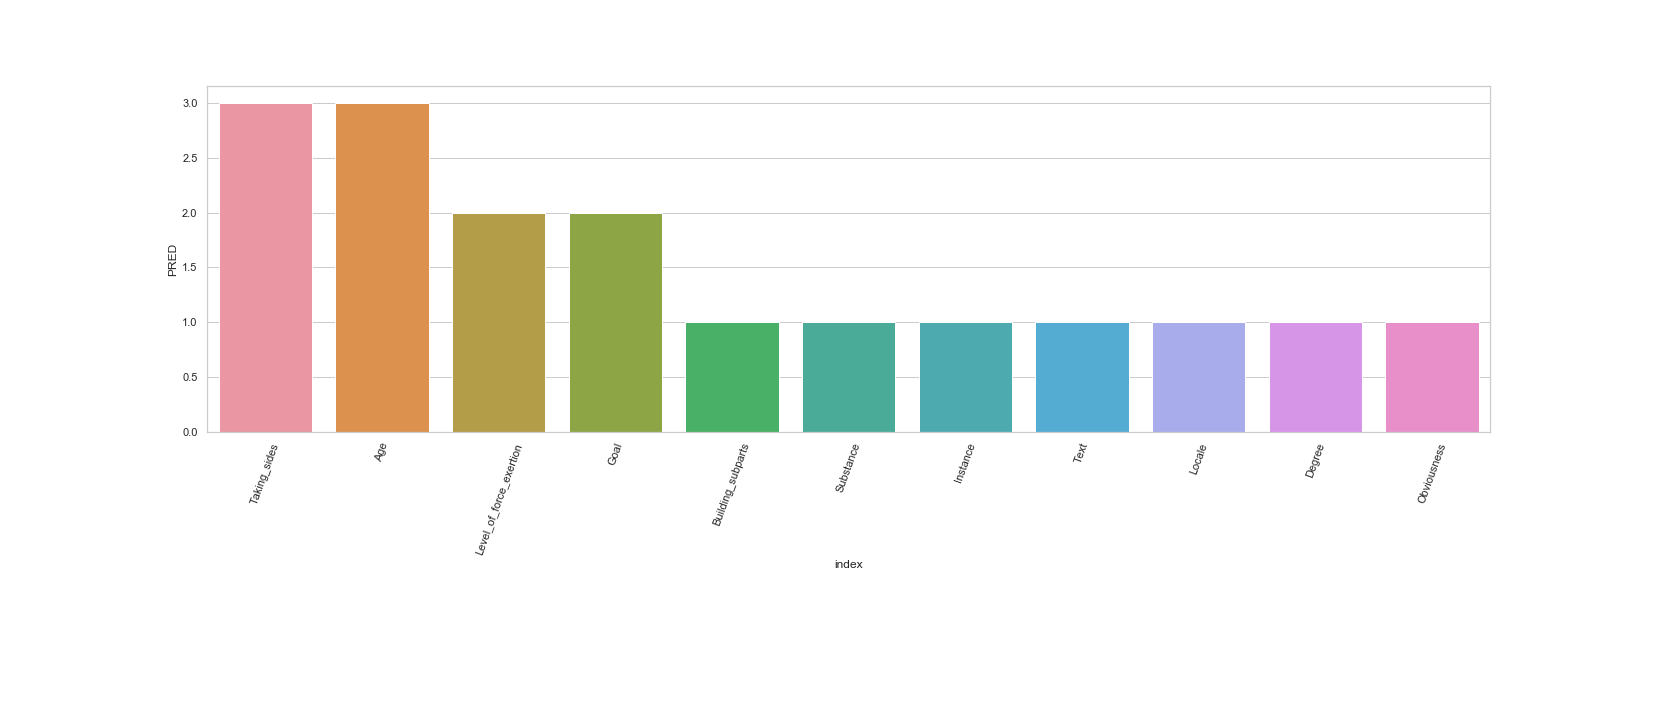 3.0
2.5
2.0
1.5
1.0
0.5
0.0
PRED
Taking_sides
Age
Level_of_force_exertion
Goal
Building_subparts
Substance
Instance
Text
Locale
Degree
Obviousness
index